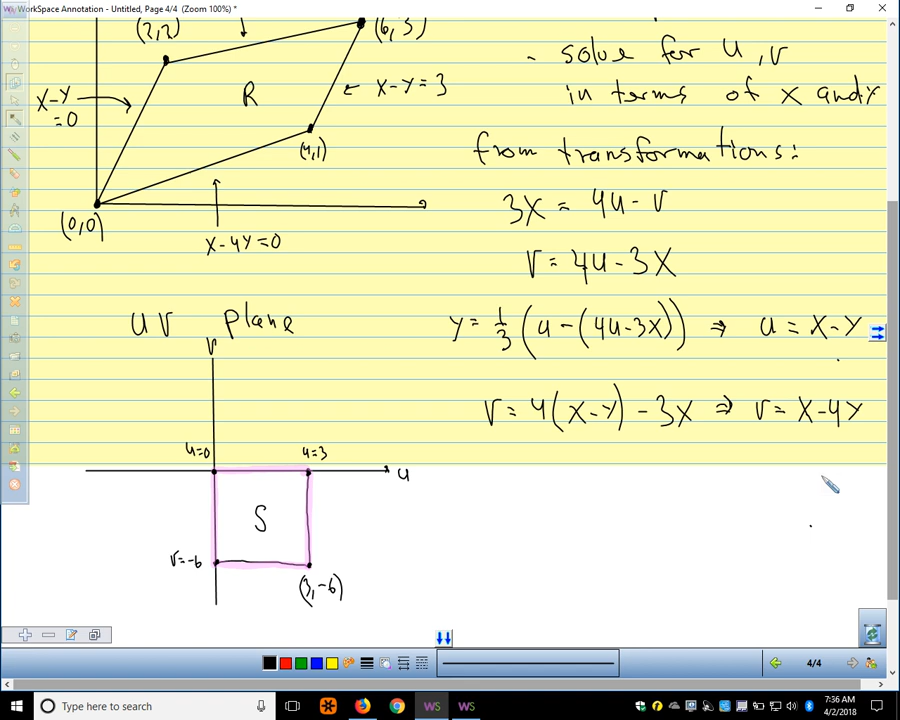 WorkSpace Annotation - Untitled, Page 4/4 (Zoom 100%) *
(2,2)
(6,3)
X-Y
=0
R
X-Y=3
(4,1)
(0,0)
X-4Y=0
- solve for u, v
in terms of x and Y
from transformations:
3X = 4u - v
v = 4u - 3X
y = 1/3 (u - (4u-3X)) ⇒ u = X-Y
v = 4(X-Y) - 3X ⇒ v = X-4Y
uv plane
v
u=0
u=3
u
S
v=-6
(3,-6)
4/4
Type here to search
WS
WS
7:36 AM
4/2/2018